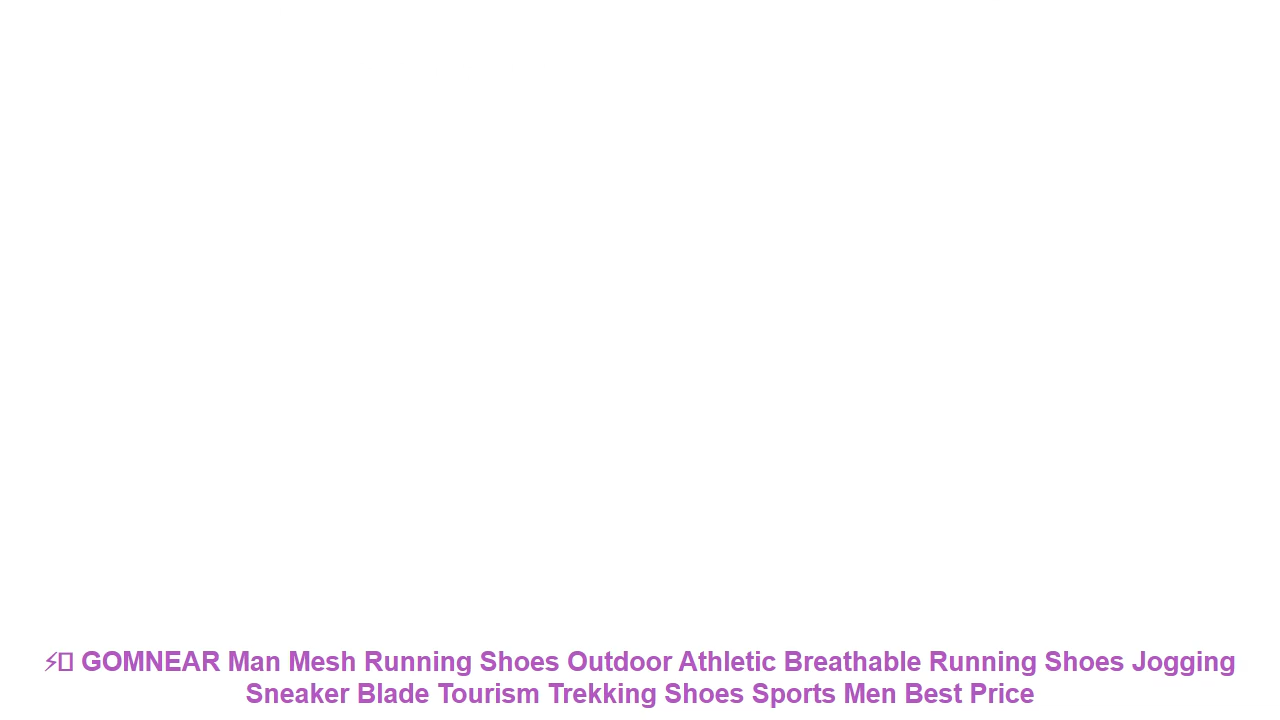 ⚡ GOMNEAR Man Mesh Running Shoes Outdoor Athletic Breathable Running Shoes Jogging
Sneaker Blade Tourism Trekking Shoes Sports Men Best Price